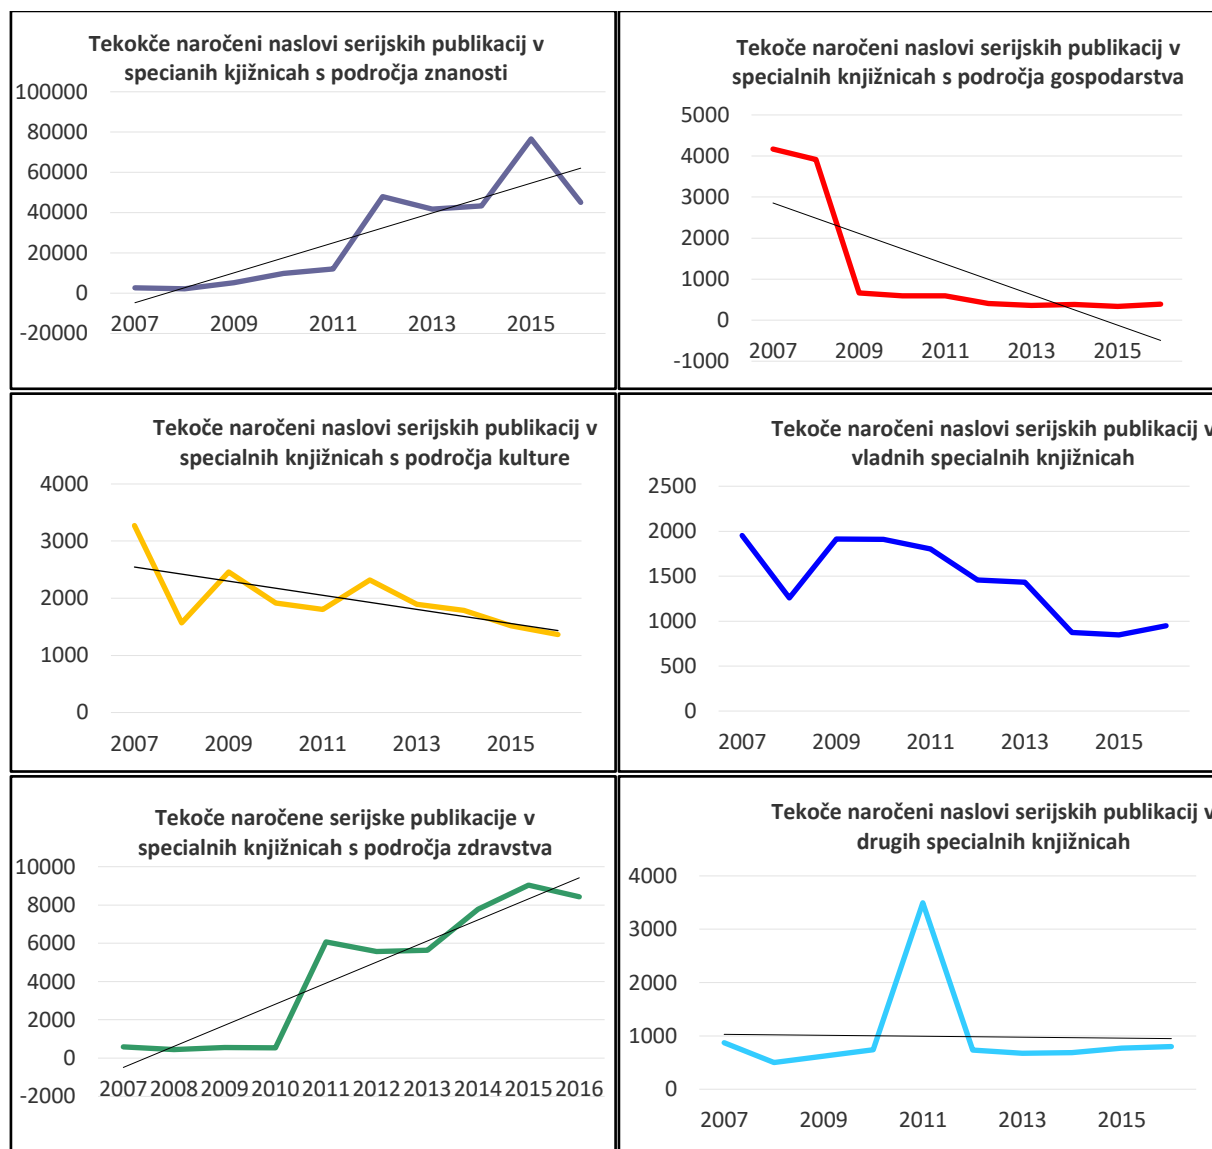 Tekokče naročeni naslovi serijskih publikacij v
specianih kjižnicah s področja znanosti
100000
80000
60000
40000
20000
0
-20000
2007 2009 2011 2013 2015
Tekoče naročeni naslovi serijskih publikacij v
specialnih knjižnicah s področja gospodarstva
5000
4000
3000
2000
1000
0
-1000
2007 2009 2011 2013 2015
Tekoče naročeni naslovi serijskih publikacij v
specialnih knjižnicah s področja kulture
4000
3000
2000
1000
0
2007 2009 2011 2013 2015
Tekoče naročeni naslovi serijskih publikacij v
vladnih specialnih knjižnicah
2500
2000
1500
1000
500
0
2007 2009 2011 2013 2015
Tekoče naročene serijske publikacije v
specialnih knjižnicah s področja zdravstva
10000
8000
6000
4000
2000
0
-2000
2007 2008 2009 2010 2011 2012 2013 2014 2015 2016
Tekoče naročeni naslovi serijskih publikacij v
drugih specialnih knjižnicah
4000
3000
2000
1000
0
2007 2009 2011 2013 2015